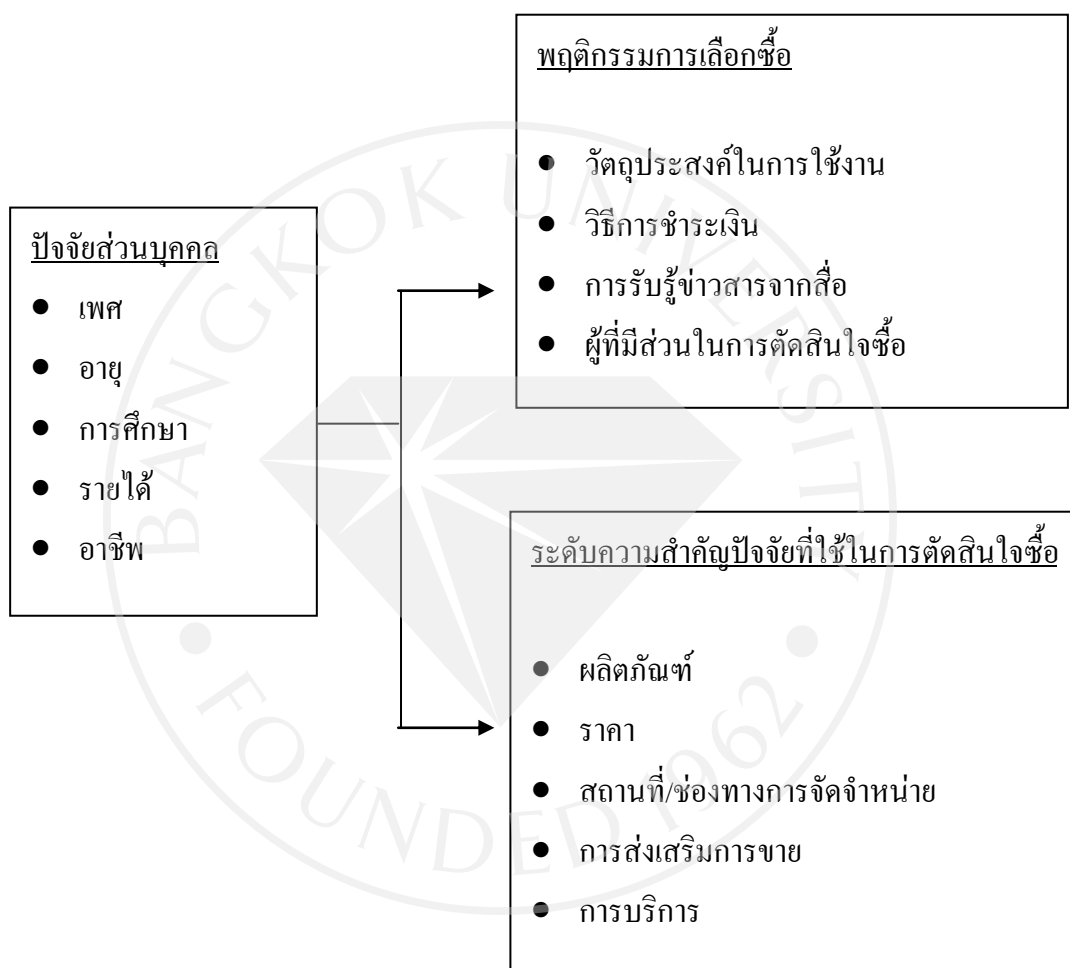 พฤติกรรมการเลือกซื้อ
● วัตถุประสงค์ในการใช้งาน
● วิธีการชำระเงิน
● การรับรู้ข่าวสารจากสื่อ
● ผู้ที่มีส่วนในการตัดสินใจซื้อ
ปัจจัยส่วนบุคคล
● เพศ
● อายุ
● การศึกษา
● รายได้
● อาชีพ
ระดับความสำคัญปัจจัยที่ใช้ในการตัดสินใจซื้อ
● ผลิตภัณฑ์
● ราคา
● สถานที่/ช่องทางการจัดจำหน่าย
● การส่งเสริมการขาย
● การบริการ
BANGKOK UNIVERSITY
FOUNDED 1962